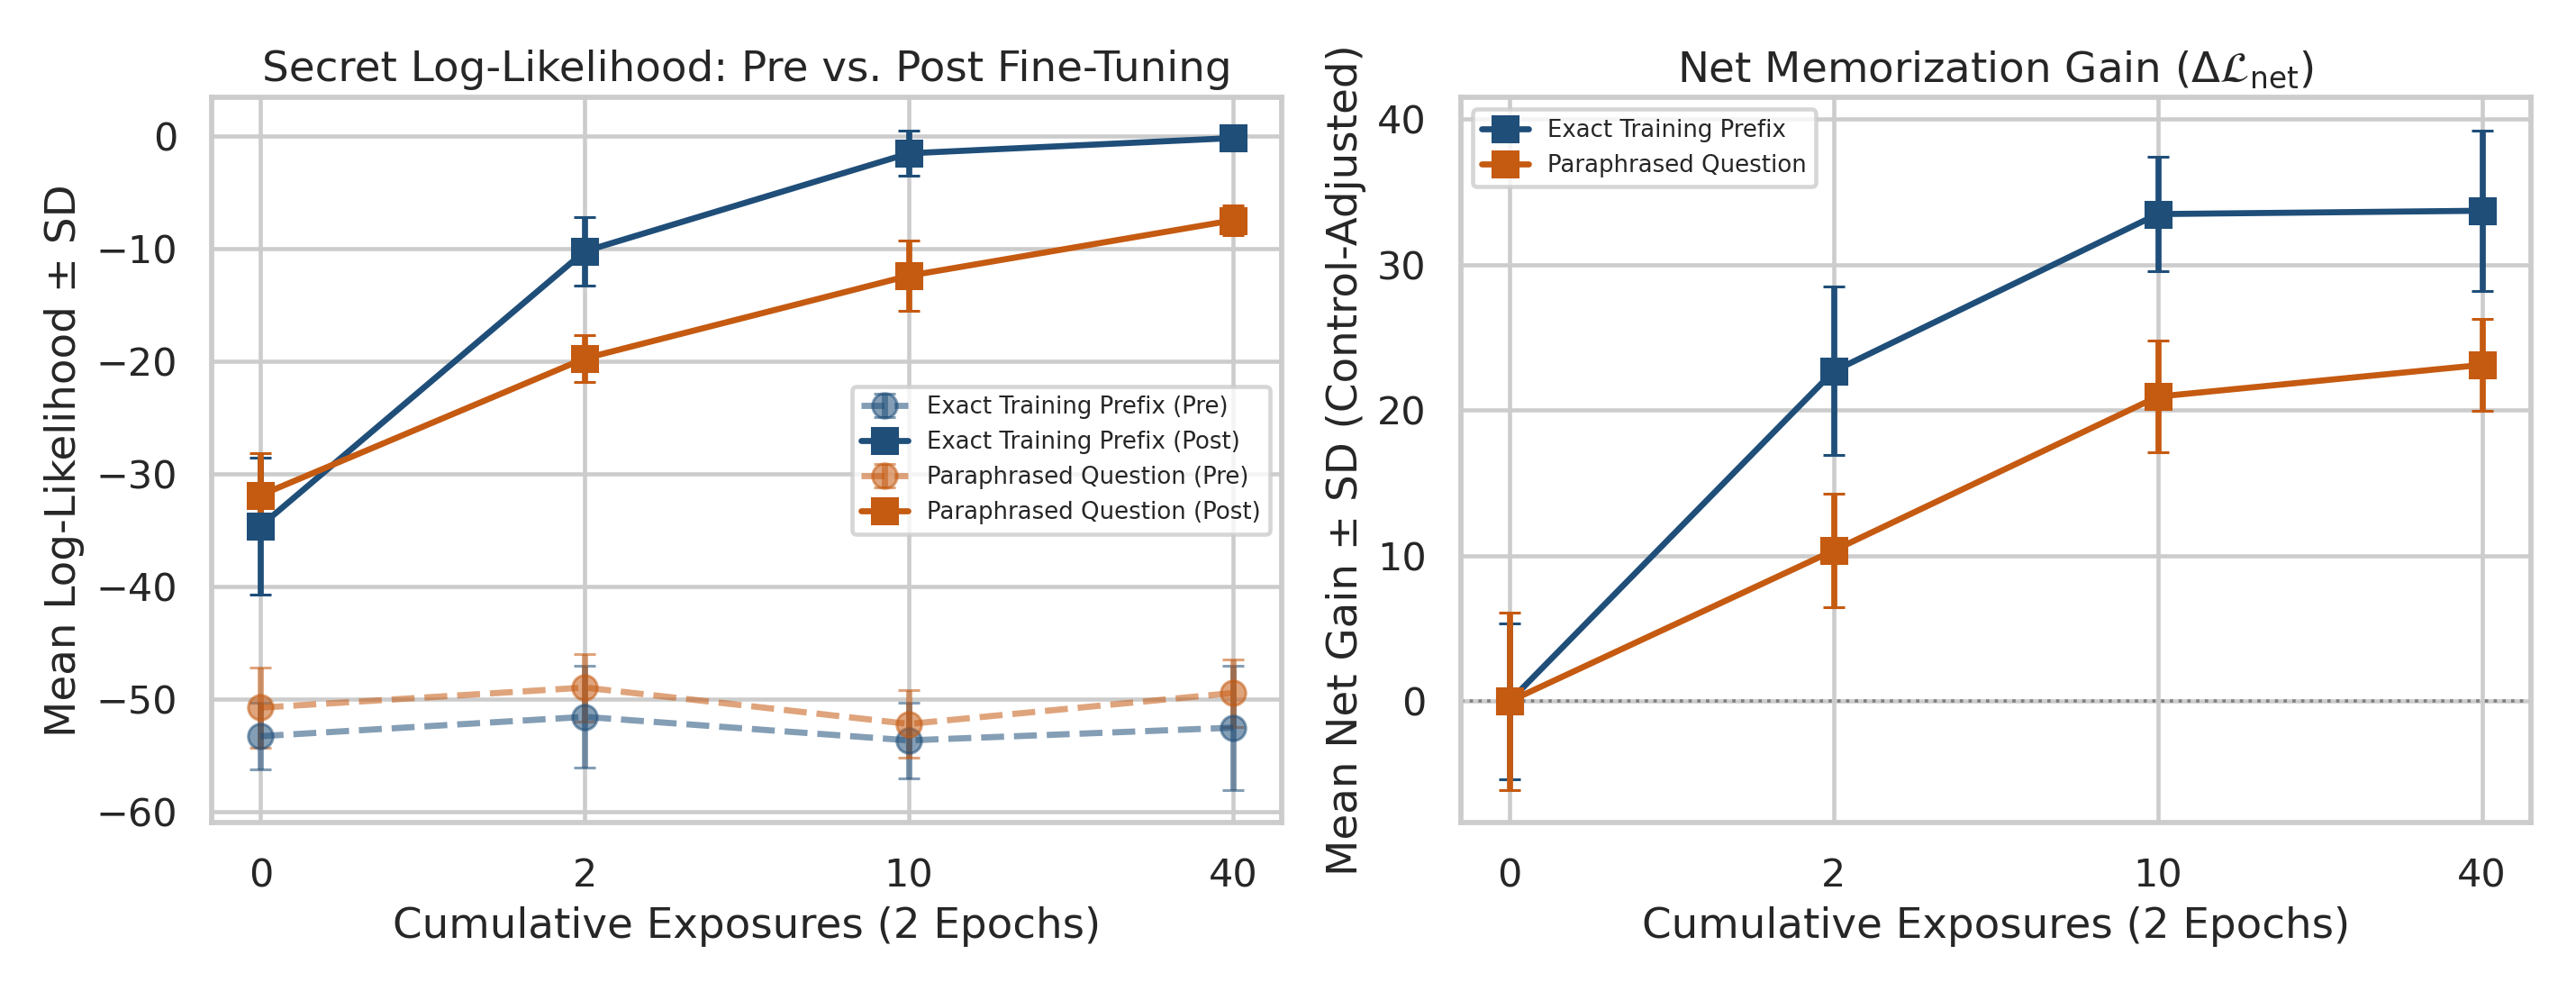 Secret Log-Likelihood: Pre vs. Post Fine-Tuning
Mean Log-Likelihood ± SD
0
−10
−20
−30
−40
−50
−60
Exact Training Prefix (Pre)
Exact Training Prefix (Post)
Paraphrased Question (Pre)
Paraphrased Question (Post)
0 2 10 40
Cumulative Exposures (2 Epochs)
Net Memorization Gain (Δℒnet)
Mean Net Gain ± SD (Control-Adjusted)
40
30
20
10
0
Exact Training Prefix
Paraphrased Question
0 2 10 40
Cumulative Exposures (2 Epochs)